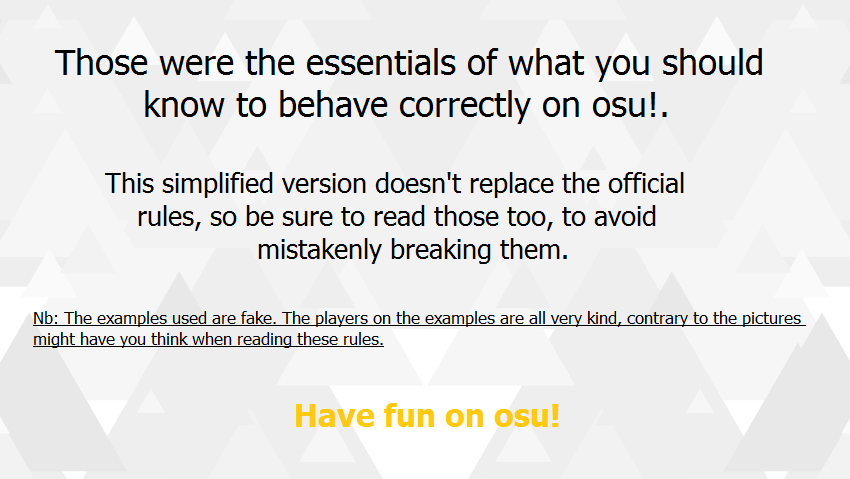 Those were the essentials of what you should
know to behave correctly on osu!.
This simplified version doesn't replace the official
rules, so be sure to read those too, to avoid
mistakenly breaking them.
Nb: The examples used are fake. The players on the examples are all very kind, contrary to the pictures
might have you think when reading these rules.
Have fun on osu!